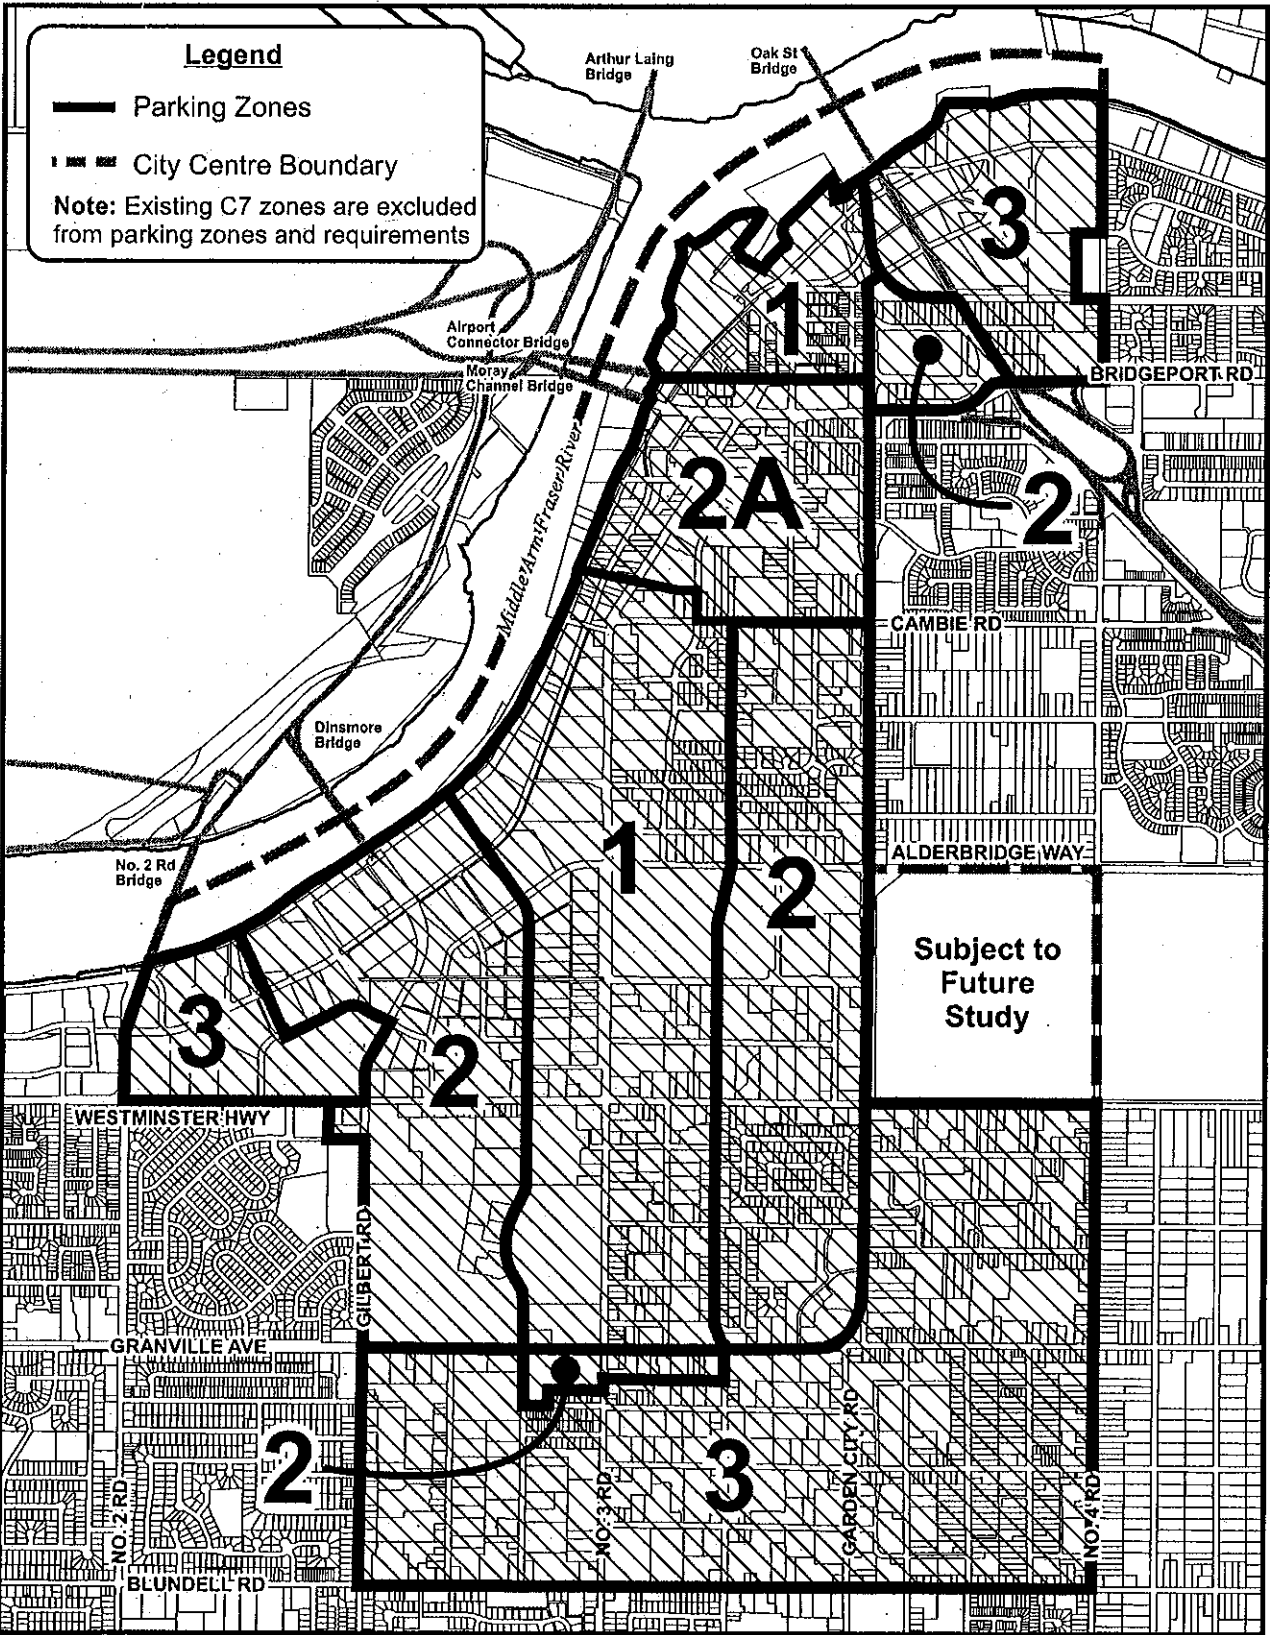 Legend
Parking Zones
City Centre Boundary
Note: Existing C7 zones are excluded
from parking zones and requirements
Arthur Laing
Bridge
Oak St
Bridge
3
1
Airport
Connector Bridge
Moray
Channel Bridge
BRIDGEPORT RD
Middle Arm Fraser River
2A
2
CAMBIE RD
Dinsmore
Bridge
No. 2 Rd
Bridge
1
2
ALDERBRIDGE WAY
Subject to
Future
Study
3
2
WESTMINSTER HWY
GILBERT RD
GRANVILLE AVE
2
3
NO. 2 RD
NO. 3 RD
GARDEN CITY RD
NO. 4 RD
BLUNDELL RD